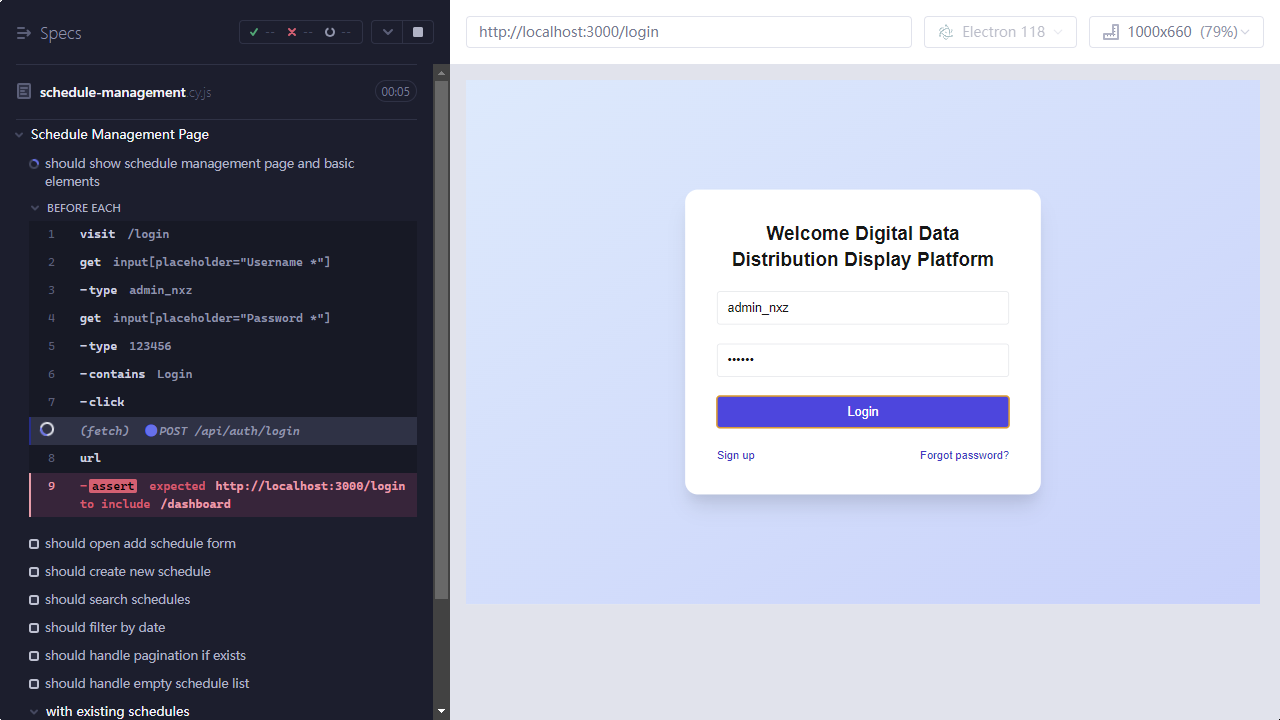 Specs
-- -- --
schedule-management.cy.js
00:05
Schedule Management Page
should show schedule management page and basic
elements
BEFORE EACH
1 visit /login
2 get input[placeholder="Username *"]
3 -type admin_nxz
4 get input[placeholder="Password *"]
5 -type 123456
6 -contains Login
7 -click
(fetch) POST /api/auth/login
8 url
9 -assert expected http://localhost:3000/login
to include /dashboard
should open add schedule form
should create new schedule
should search schedules
should filter by date
should handle pagination if exists
should handle empty schedule list
with existing schedules
http://localhost:3000/login
Electron 118
1000x660 (79%)
Welcome Digital Data
Distribution Display Platform
admin_nxz
••••••
Login
Sign up
Forgot password?